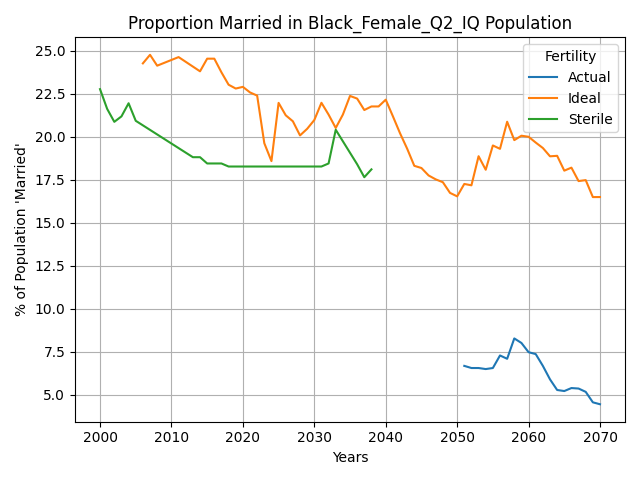 Proportion Married in Black_Female_Q2_IQ Population
Fertility
Actual
Ideal
Sterile
% of Population 'Married'
25.0
22.5
20.0
17.5
15.0
12.5
10.0
7.5
5.0
2000 2010 2020 2030 2040 2050 2060 2070
Years